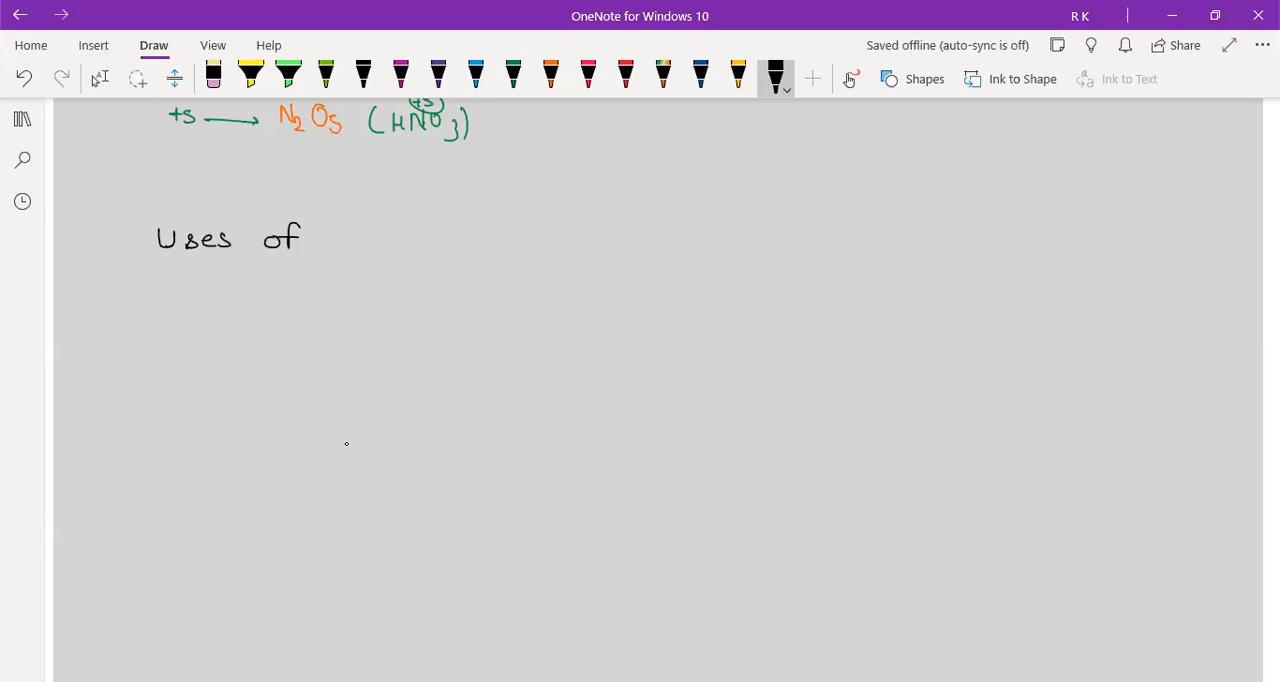 OneNote for Windows 10
R K
Home Insert Draw View Help
Saved offline (auto-sync is off) Share
Shapes Ink to Shape Ink to Text
+5 → N2O5 (HNO3) +5
Uses of